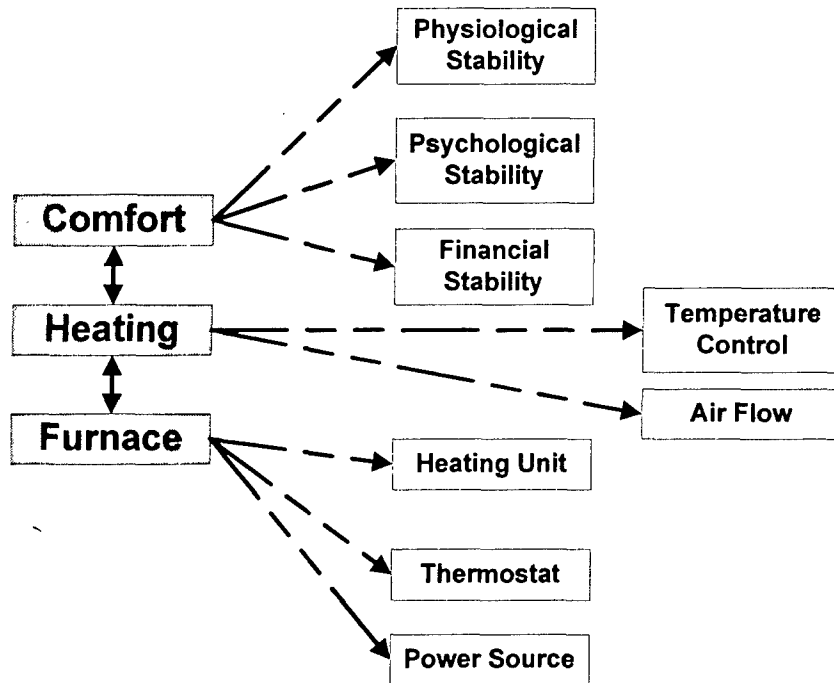 Physiological
Stability
Psychological
Stability
Comfort
Financial
Stability
Heating
Temperature
Control
Air Flow
Furnace
Heating Unit
Thermostat
Power Source